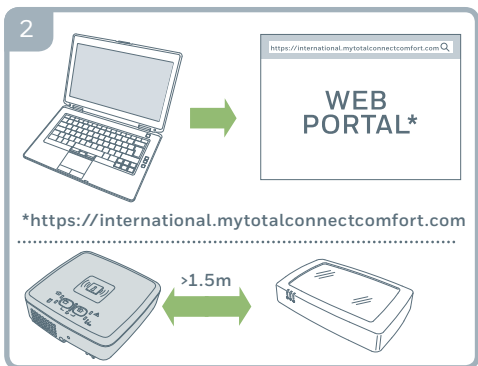 2
https://international.mytotalconnectcomfort.com
WEB
PORTAL*
*https://international.mytotalconnectcomfort.com
>1.5m